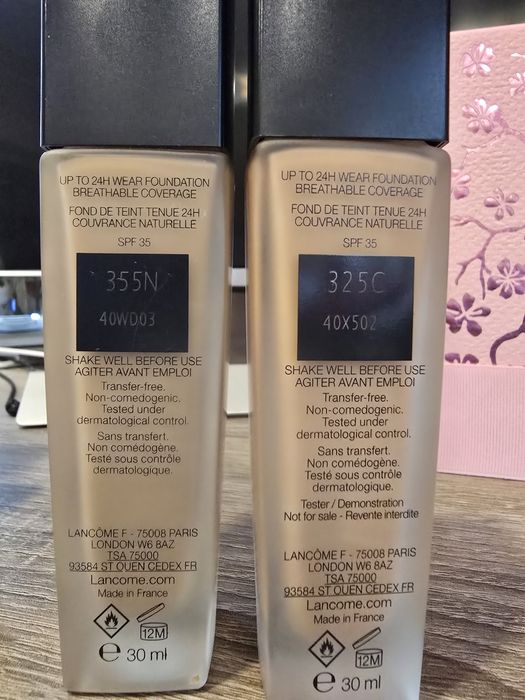 UP TO 24H WEAR FOUNDATION
BREATHABLE COVERAGE
FOND DE TEINT TENUE 24H
COUVRANCE NATURELLE
SPF 35
355N
40WD03
SHAKE WELL BEFORE USE
AGITER AVANT EMPLOI
Transfer-free.
Non-comedogenic.
Tested under
dermatological control.
Sans transfert.
Non comédogène.
Testé sous contrôle
dermatologique.
LANCÔME F - 75008 PARIS
LONDON W6 8AZ
TSA 75000
93584 ST OUEN CEDEX FR
Lancome.com
Made in France
12M
e 30 ml
UP TO 24H WEAR FOUNDATION
BREATHABLE COVERAGE
FOND DE TEINT TENUE 24H
COUVRANCE NATURELLE
SPF 35
325C
40X502
SHAKE WELL BEFORE USE
AGITER AVANT EMPLOI
Transfer-free.
Non-comedogenic.
Tested under
dermatological control.
Sans transfert.
Non comédogène.
Testé sous contrôle
dermatologique.
Tester / Demonstration
Not for sale - Revente interdite
LANCÔME F - 75008 PARIS
LONDON W6 8AZ
TSA 75000
93584 ST OUEN CEDEX FR
Lancome.com
Made in France
12M
e 30 ml